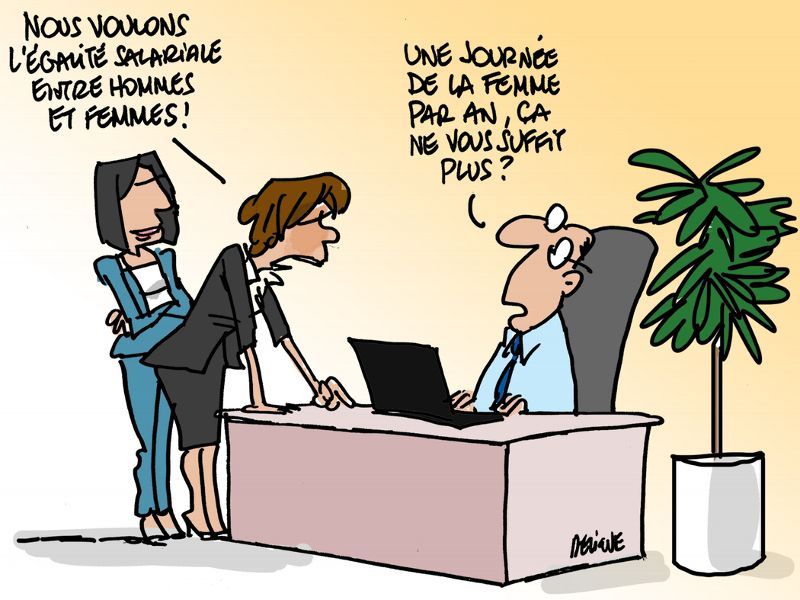 NOUS VOULONS
L'ÉGALITÉ SALARIALE
ENTRE HOMMES
ET FEMMES!
UNE JOURNÉE
DE LA FEMME
PAR AN, ÇA
NE VOUS SUFFIT
PLUS?
DELIGNE